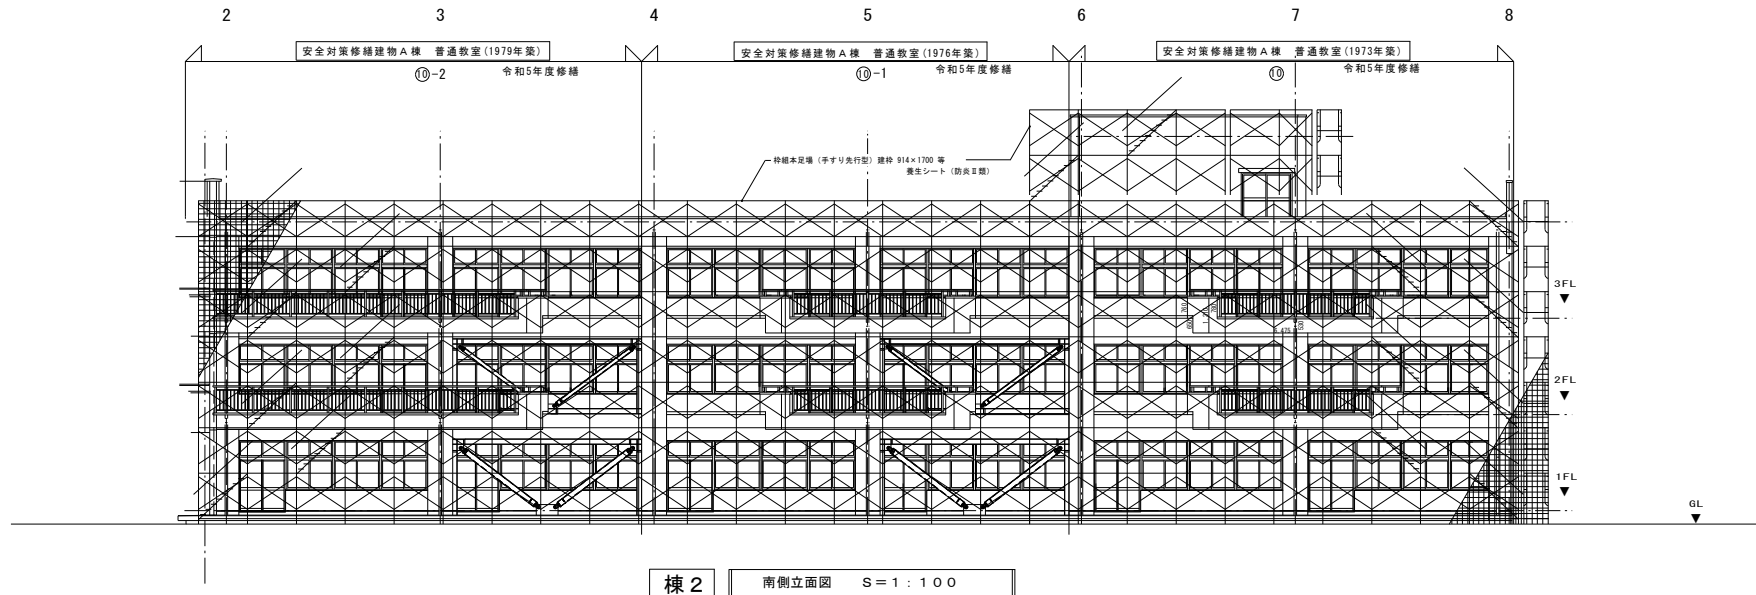 2 3 4 5 6 7 8
安全対策修繕建物A棟 普通教室(1979年築)
⑩-2 令和5年度修繕
安全対策修繕建物A棟 普通教室(1976年築)
⑩-1 令和5年度修繕
安全対策修繕建物A棟 普通教室(1973年築)
⑩ 令和5年度修繕
枠組本足場(手すり先行型)建枠 914×1700 等
養生シート(防炎Ⅱ類)
3FL
2FL
1FL
GL
棟2 南側立面図 S=1:100